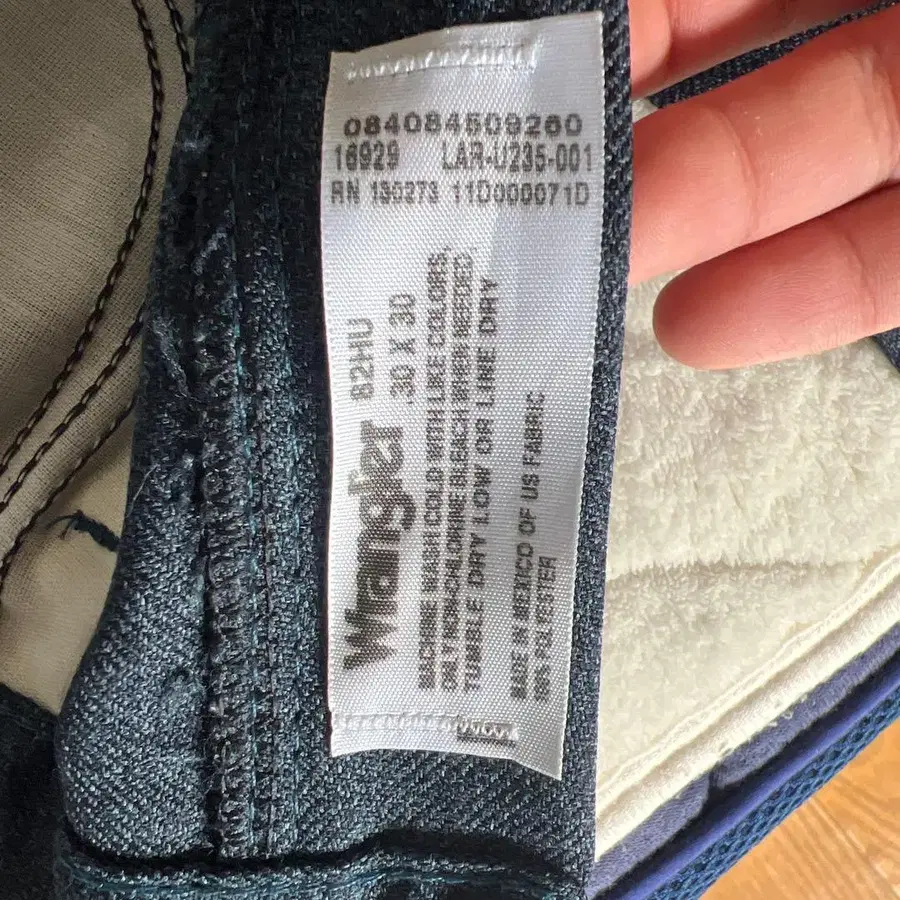 084084509260
16929 LAR-U235-001
RN 130273 11D000071D
Wrangler
82HU
30 X 30
MACHINE WASH COLD WITH LIKE COLORS,
ONLY NON-CHLORINE BLEACH WHEN NEEDED
TUMBLE DRY LOW OR LINE DRY
MADE IN MEXICO OF US FABRIC
100% POLYESTER